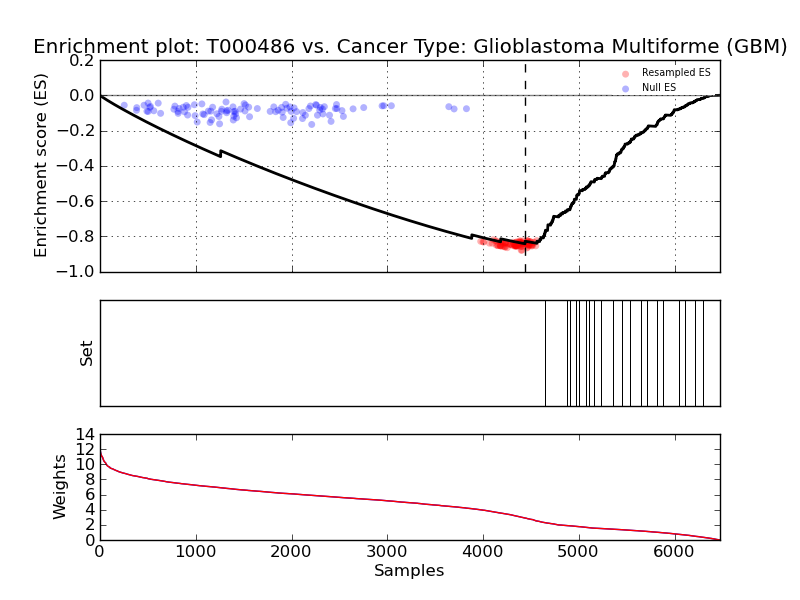 Enrichment plot: T000486 vs. Cancer Type: Glioblastoma Multiforme (GBM)
Enrichment score (ES)
0.2
0.0
−0.2
−0.4
−0.6
−0.8
−1.0
Resampled ES
Null ES
Set
Weights
14
12
10
8
6
4
2
0
0 1000 2000 3000 4000 5000 6000
Samples